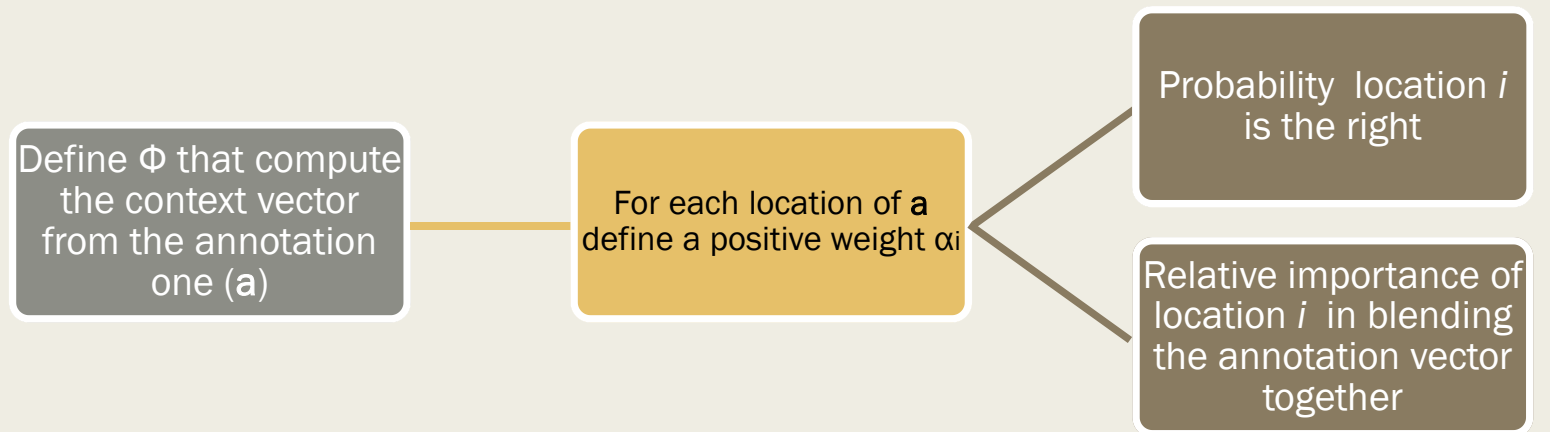 Define Φ that compute
the context vector
from the annotation
one (a)
For each location of a
define a positive weight αi
Probability location i
is the right
Relative importance of
location i in blending
the annotation vector
together